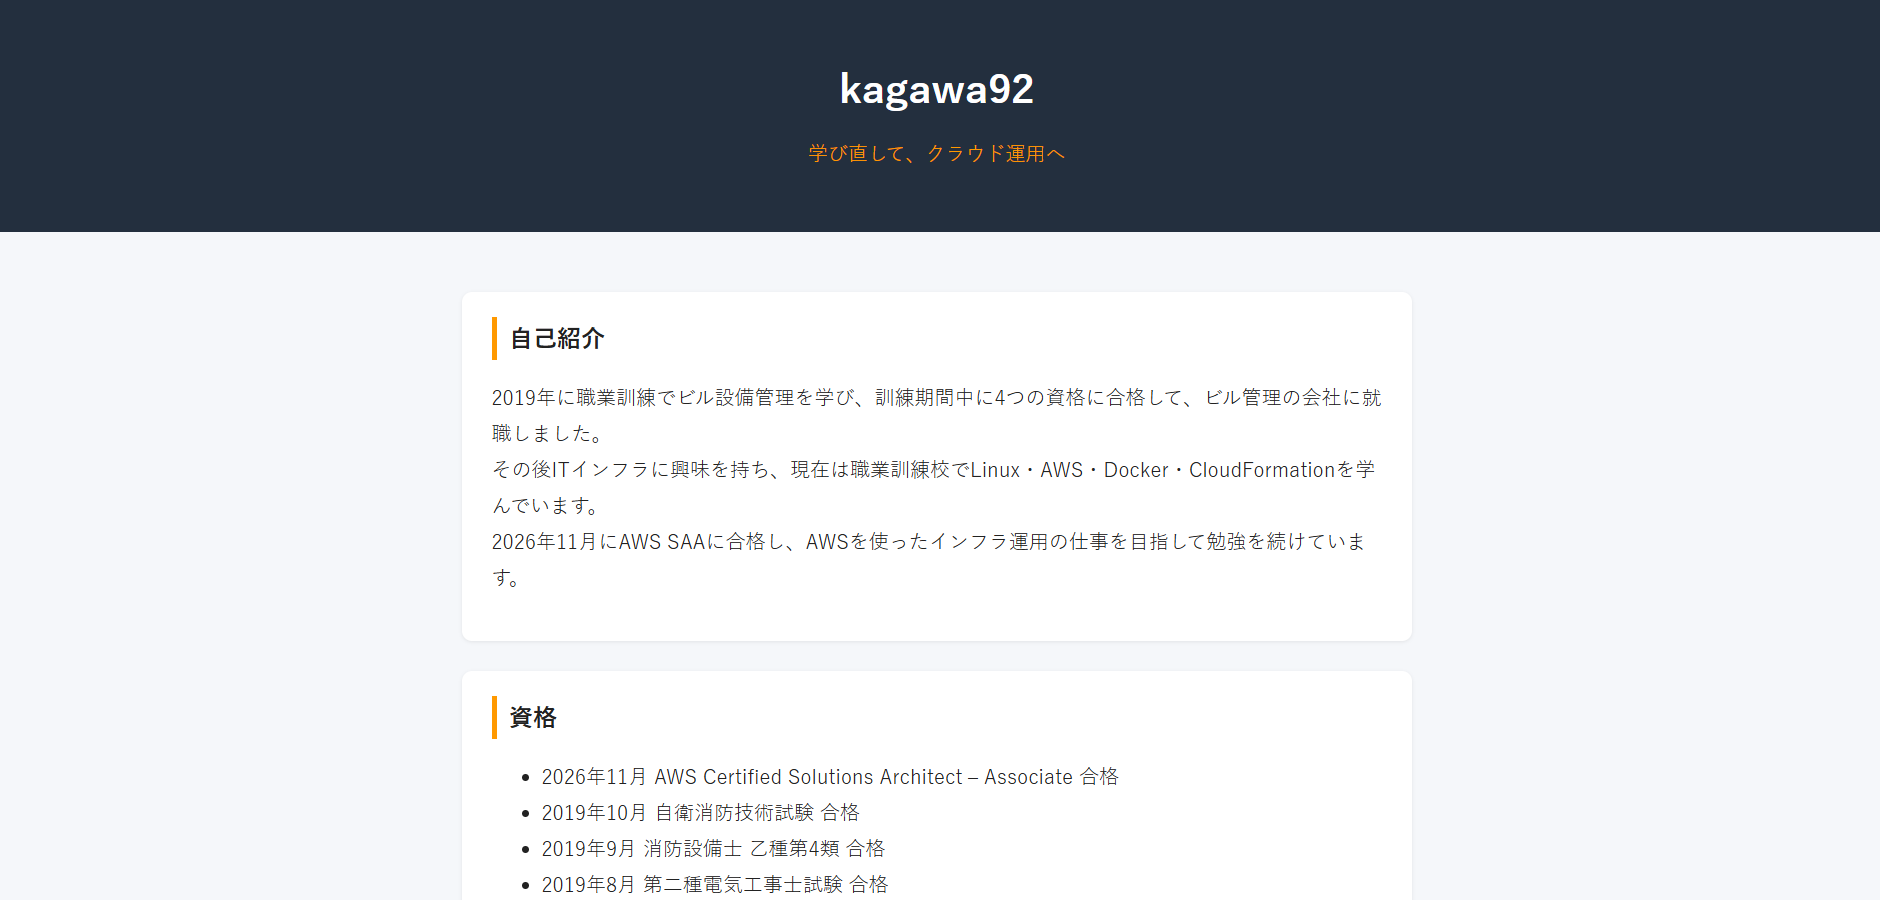 kagawa92
学び直して、クラウド運用へ
自己紹介
2019年に職業訓練でビル設備管理を学び、訓練期間中に4つの資格に合格して、ビル管理の会社に就
職しました。
その後ITインフラに興味を持ち、現在は職業訓練校でLinux・AWS・Docker・CloudFormationを学
んでいます。
2026年11月にAWS SAAに合格し、AWSを使ったインフラ運用の仕事を目指して勉強を続けていま
す。
資格
2026年11月 AWS Certified Solutions Architect – Associate 合格
2019年10月 自衛消防技術試験 合格
2019年9月 消防設備士 乙種第4類 合格
2019年8月 第二種電気工事士試験 合格